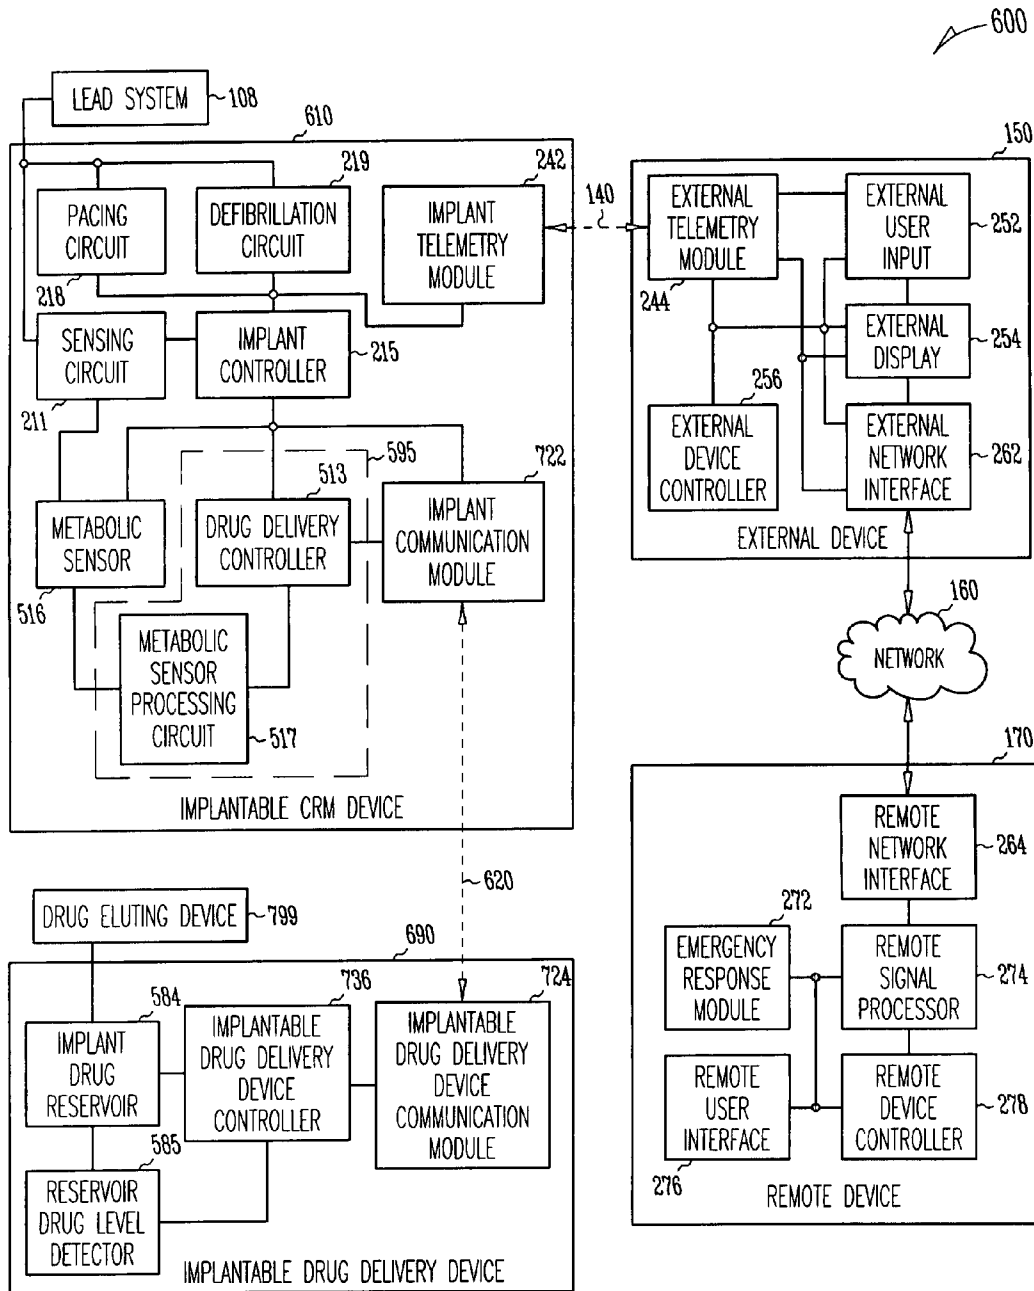 600
LEAD SYSTEM
108
610
PACING
CIRCUIT
218
219
DEFIBRILLATION
CIRCUIT
242
IMPLANT
TELEMETRY
MODULE
SENSING
CIRCUIT
211
IMPLANT
CONTROLLER
215
595
METABOLIC
SENSOR
516
513
DRUG DELIVERY
CONTROLLER
722
IMPLANT
COMMUNICATION
MODULE
METABOLIC
SENSOR
PROCESSING
CIRCUIT
517
IMPLANTABLE CRM DEVICE
140
150
EXTERNAL
TELEMETRY
MODULE
244
EXTERNAL
USER
INPUT
252
EXTERNAL
DISPLAY
254
256
EXTERNAL
DEVICE
CONTROLLER
EXTERNAL
NETWORK
INTERFACE
262
EXTERNAL DEVICE
160
NETWORK
620
170
REMOTE
NETWORK
INTERFACE
264
272
EMERGENCY
RESPONSE
MODULE
REMOTE
SIGNAL
PROCESSOR
274
REMOTE
USER
INTERFACE
276
REMOTE
DEVICE
CONTROLLER
278
REMOTE DEVICE
DRUG ELUTING DEVICE
799
690
584
IMPLANT
DRUG
RESERVOIR
736
IMPLANTABLE
DRUG DELIVERY
DEVICE
CONTROLLER
724
IMPLANTABLE
DRUG DELIVERY
DEVICE
COMMUNICATION
MODULE
585
RESERVOIR
DRUG LEVEL
DETECTOR
IMPLANTABLE DRUG DELIVERY DEVICE